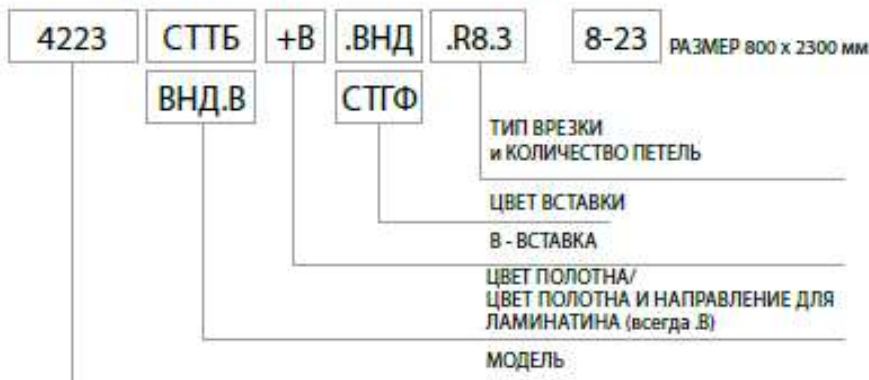 4223 СТТБ +В .ВНД .R8.3 8-23 РАЗМЕР 800 x 2300 мм
ВНД.В СТГФ
ТИП ВРЕЗКИ
и КОЛИЧЕСТВО ПЕТЕЛЬ
ЦВЕТ ВСТАВКИ
В - ВСТАВКА
ЦВЕТ ПОЛОТНА/
ЦВЕТ ПОЛОТНА И НАПРАВЛЕНИЕ ДЛЯ
ЛАМИНАТИНА (всегда .В)
МОДЕЛЬ